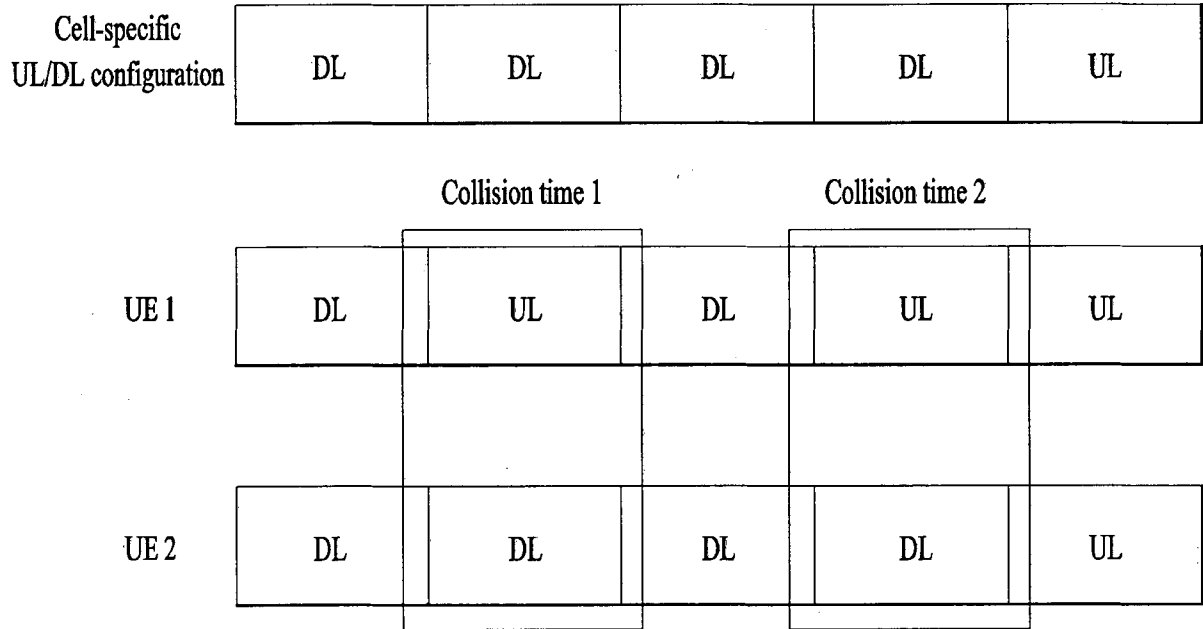 Cell-specific
UL/DL configuration
DL DL DL DL UL
Collision time 1 Collision time 2
UE 1 DL UL DL UL UL
UE 2 DL DL DL DL UL